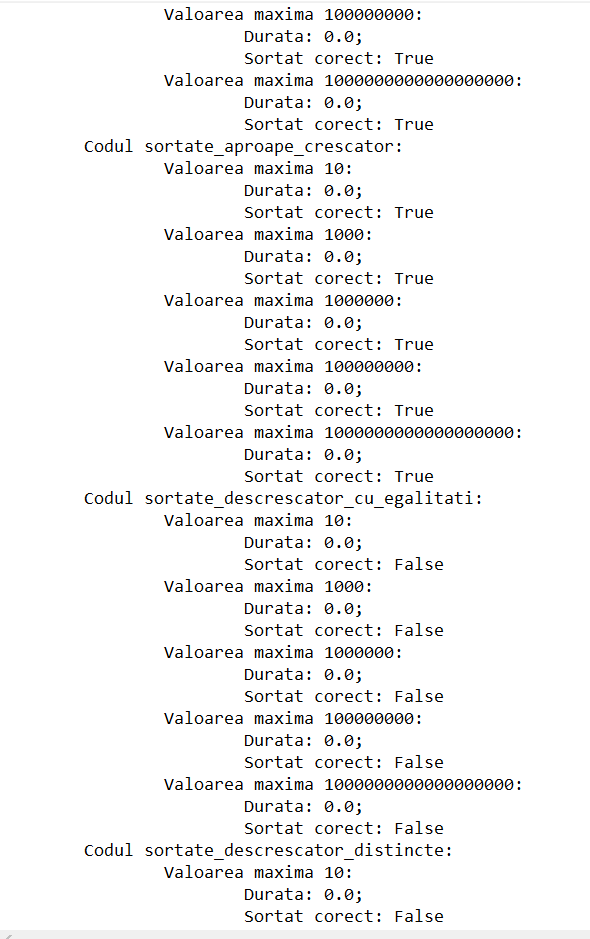 Valoarea maxima 100000000:
Durata: 0.0;
Sortat corect: True
Valoarea maxima 1000000000000000000:
Durata: 0.0;
Sortat corect: True
Codul sortate_aproape_crescator:
Valoarea maxima 10:
Durata: 0.0;
Sortat corect: True
Valoarea maxima 1000:
Durata: 0.0;
Sortat corect: True
Valoarea maxima 1000000:
Durata: 0.0;
Sortat corect: True
Valoarea maxima 100000000:
Durata: 0.0;
Sortat corect: True
Valoarea maxima 1000000000000000000:
Durata: 0.0;
Sortat corect: True
Codul sortate_descrescator_cu_egalitati:
Valoarea maxima 10:
Durata: 0.0;
Sortat corect: False
Valoarea maxima 1000:
Durata: 0.0;
Sortat corect: False
Valoarea maxima 1000000:
Durata: 0.0;
Sortat corect: False
Valoarea maxima 100000000:
Durata: 0.0;
Sortat corect: False
Valoarea maxima 1000000000000000000:
Durata: 0.0;
Sortat corect: False
Codul sortate_descrescator_distincte:
Valoarea maxima 10:
Durata: 0.0;
Sortat corect: False